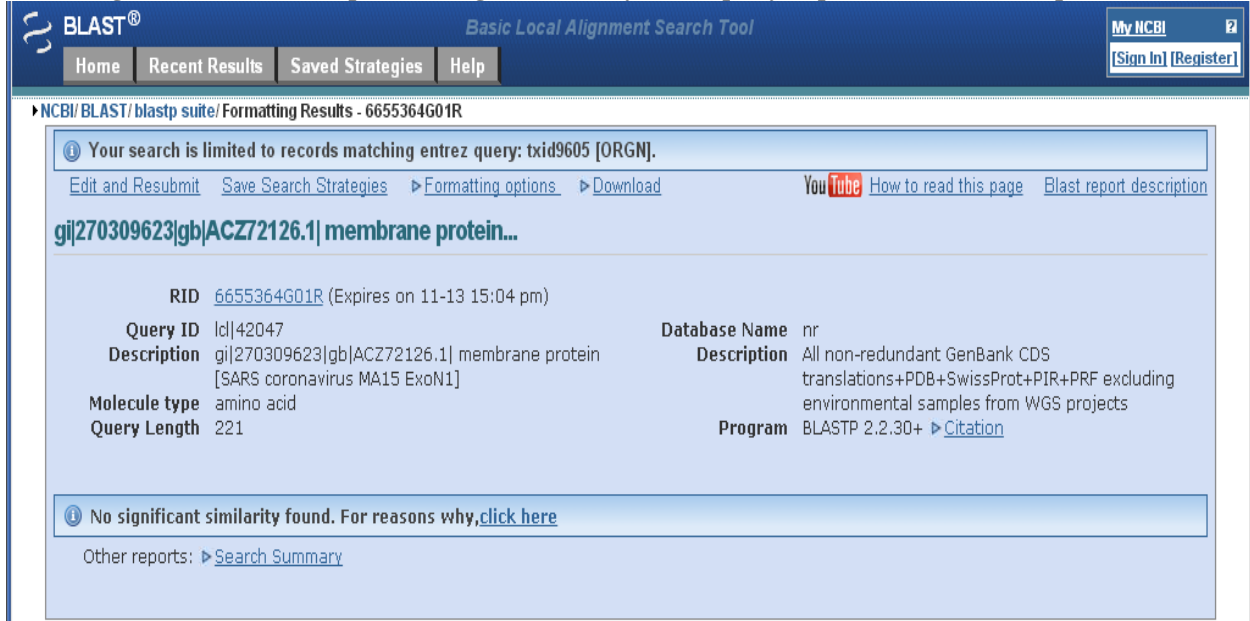 BLAST® Basic Local Alignment Search Tool My NCBI ?
Home Recent Results Saved Strategies Help [Sign In] [Register]
NCBI/ BLAST/ blastp suite/ Formatting Results - 6655364G01R
Your search is limited to records matching entrez query: txid9605 [ORGN].
Edit and Resubmit Save Search Strategies Formatting options Download YouTube How to read this page Blast report description
gi|270309623|gb|ACZ72126.1| membrane protein...
RID 6655364G01R (Expires on 11-13 15:04 pm)
Query ID lcl|42047
Description gi|270309623|gb|ACZ72126.1| membrane protein
[SARS coronavirus MA15 ExoN1]
Molecule type amino acid
Query Length 221
Database Name nr
Description All non-redundant GenBank CDS
translations+PDB+SwissProt+PIR+PRF excluding
environmental samples from WGS projects
Program BLASTP 2.2.30+ Citation
No significant similarity found. For reasons why,click here
Other reports: Search Summary